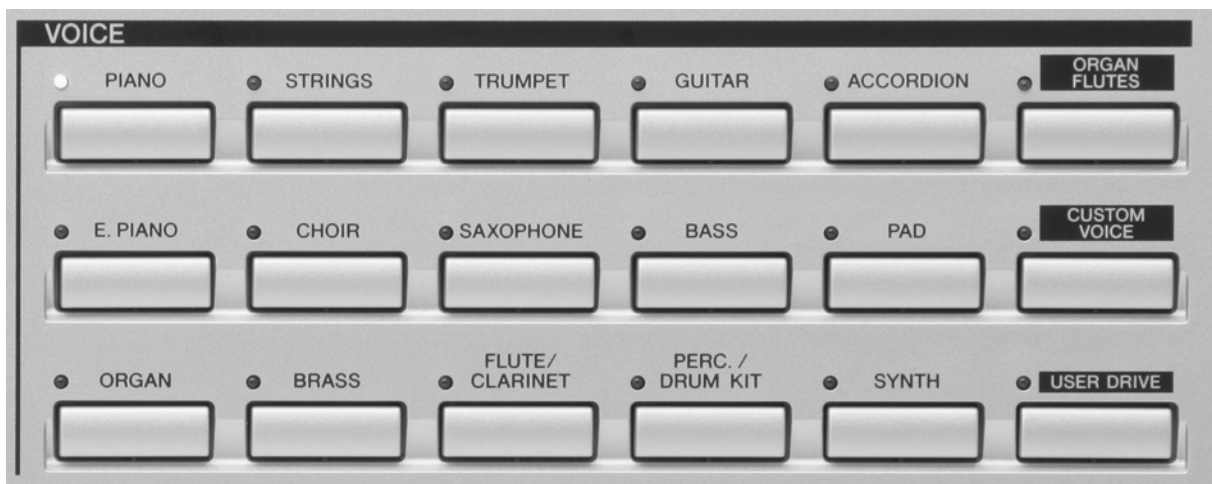 VOICE
PIANO
STRINGS
TRUMPET
GUITAR
ACCORDION
ORGAN
FLUTES
E. PIANO
CHOIR
SAXOPHONE
BASS
PAD
CUSTOM
VOICE
ORGAN
BRASS
FLUTE/
CLARINET
PERC. /
DRUM KIT
SYNTH
USER DRIVE